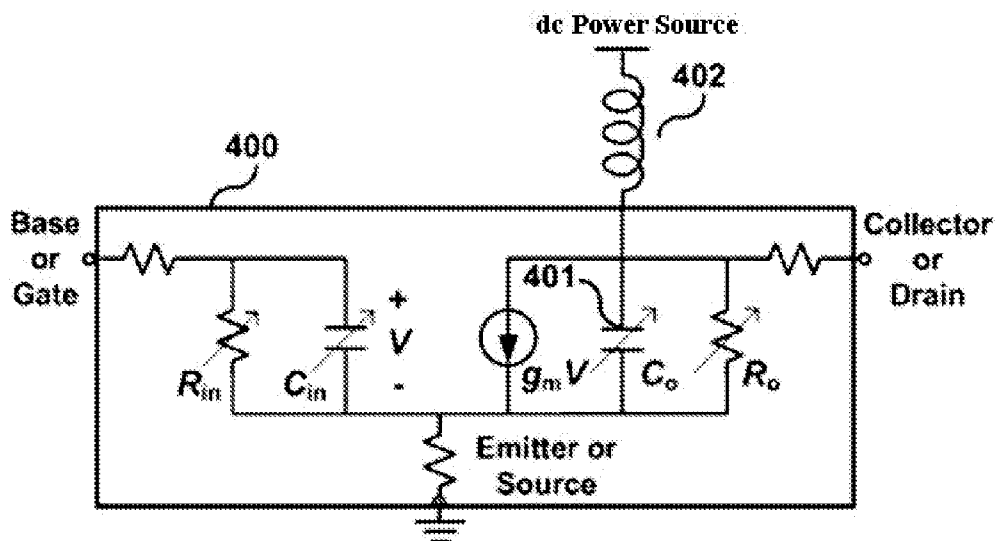 dc Power Source
402
400
Base
or
Gate
Collector
or
Drain
401
+
V
-
Rin
Cin
gmV
Co
Ro
Emitter or
Source